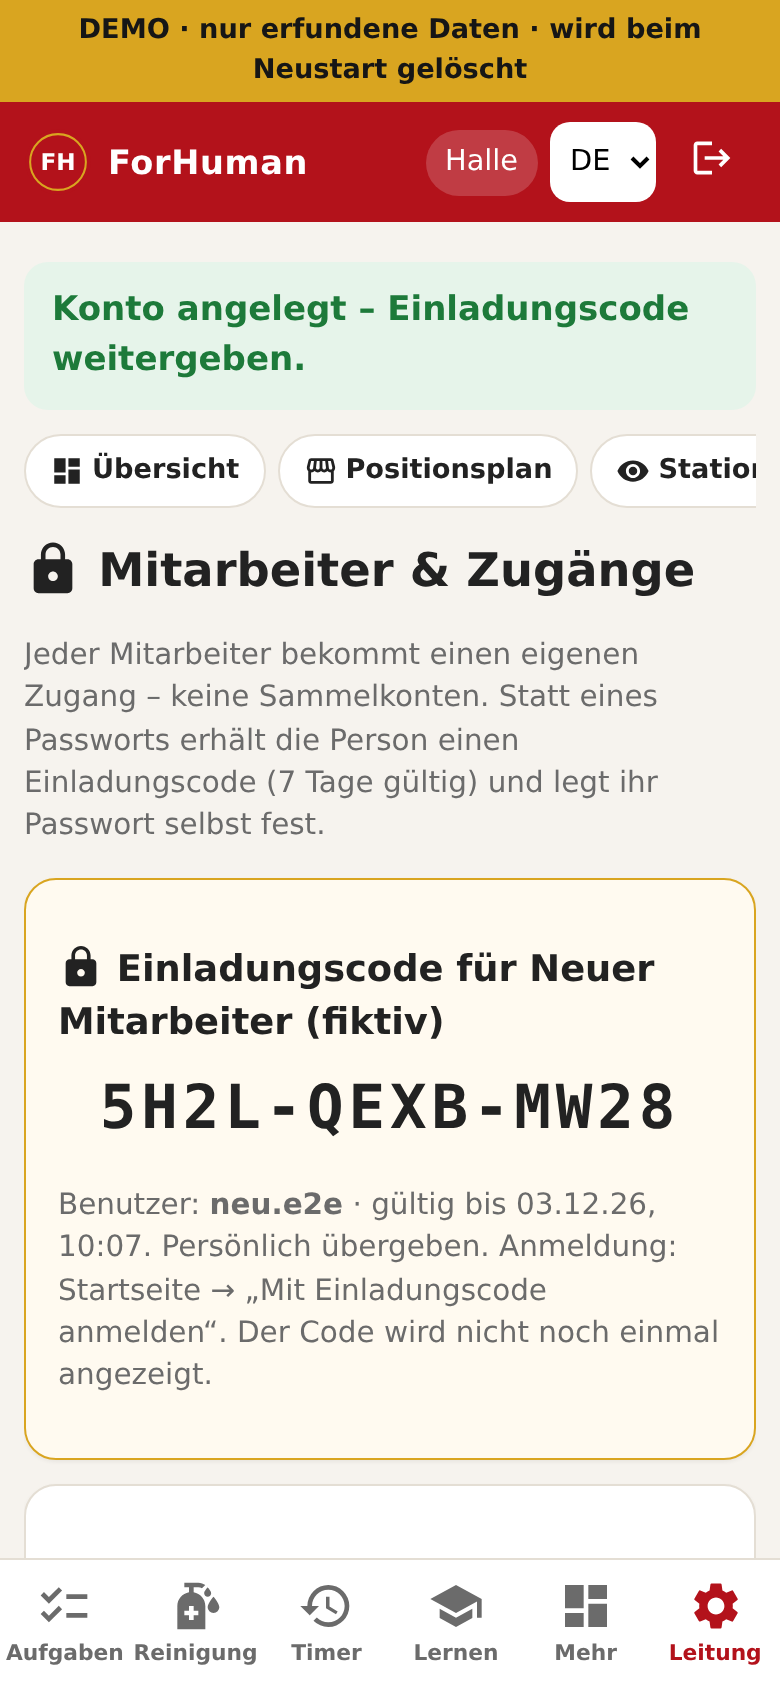 DEMO · nur erfundene Daten · wird beim
Neustart gelöscht
FH ForHuman Halle DE
Konto angelegt – Einladungscode
weitergeben.
Übersicht Positionsplan Station
Mitarbeiter & Zugänge
Jeder Mitarbeiter bekommt einen eigenen
Zugang – keine Sammelkonten. Statt eines
Passworts erhält die Person einen
Einladungscode (7 Tage gültig) und legt ihr
Passwort selbst fest.
Einladungscode für Neuer
Mitarbeiter (fiktiv)
5H2L-QEXB-MW28
Benutzer: neu.e2e · gültig bis 03.12.26,
10:07. Persönlich übergeben. Anmeldung:
Startseite → „Mit Einladungscode
anmelden“. Der Code wird nicht noch einmal
angezeigt.
Aufgaben Reinigung Timer Lernen Mehr Leitung